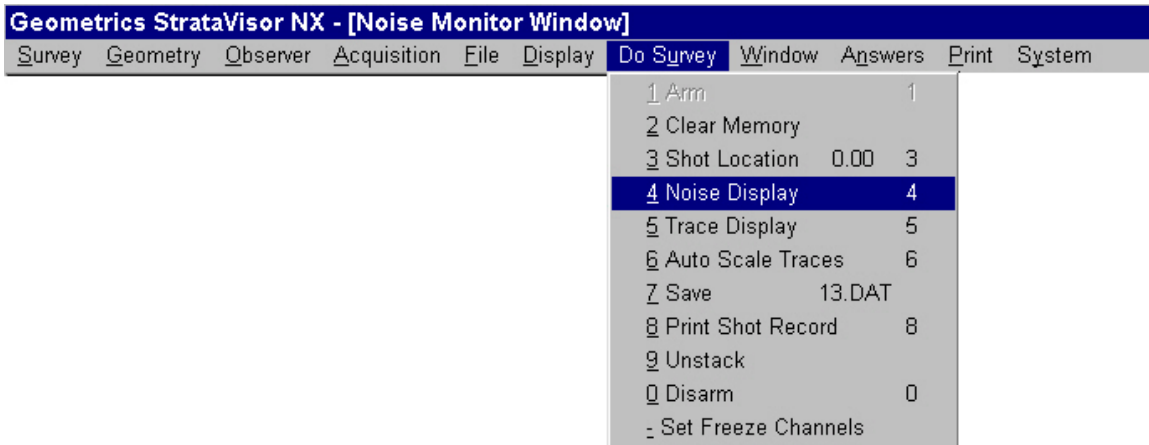 Geometrics StrataVisor NX - [Noise Monitor Window]
Survey Geometry Observer Acquisition File Display Do Survey Window Answers Print System
1 Arm 1
2 Clear Memory
3 Shot Location 0.00 3
4 Noise Display 4
5 Trace Display 5
6 Auto Scale Traces 6
7 Save 13.DAT
8 Print Shot Record 8
9 Unstack
0 Disarm 0
- Set Freeze Channels